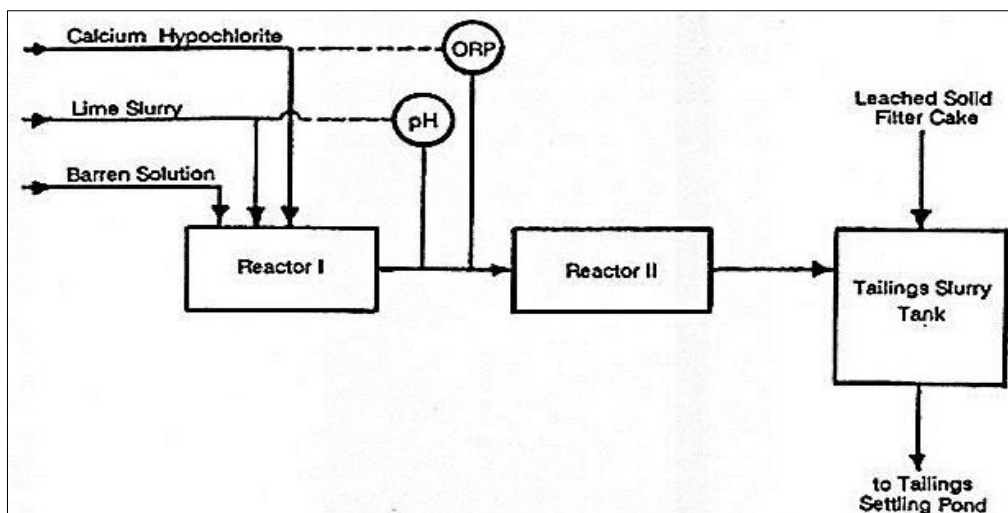 Calcium Hypochlorite
ORP
Lime Slurry
pH
Leached Solid
Filter Cake
Barren Solution
Reactor I
Reactor II
Tailings Slurry
Tank
to Tailings
Settling Pond